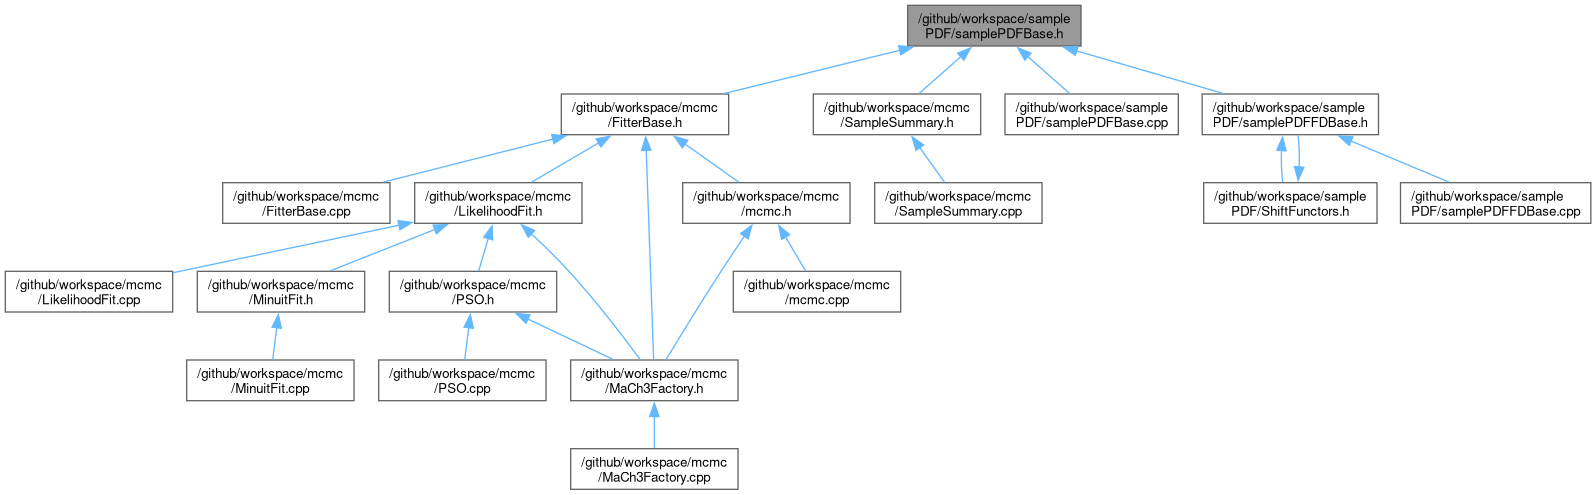 /github/workspace/sample
PDF/samplePDFBase.h
/github/workspace/mcmc
/FitterBase.h
/github/workspace/mcmc
/SampleSummary.h
/github/workspace/sample
PDF/samplePDFBase.cpp
/github/workspace/sample
PDF/samplePDFFDBase.h
/github/workspace/mcmc
/FitterBase.cpp
/github/workspace/mcmc
/LikelihoodFit.h
/github/workspace/mcmc
/mcmc.h
/github/workspace/mcmc
/SampleSummary.cpp
/github/workspace/sample
PDF/ShiftFunctors.h
/github/workspace/sample
PDF/samplePDFFDBase.cpp
/github/workspace/mcmc
/LikelihoodFit.cpp
/github/workspace/mcmc
/MinuitFit.h
/github/workspace/mcmc
/PSO.h
/github/workspace/mcmc
/mcmc.cpp
/github/workspace/mcmc
/MinuitFit.cpp
/github/workspace/mcmc
/PSO.cpp
/github/workspace/mcmc
/MaCh3Factory.h
/github/workspace/mcmc
/MaCh3Factory.cpp